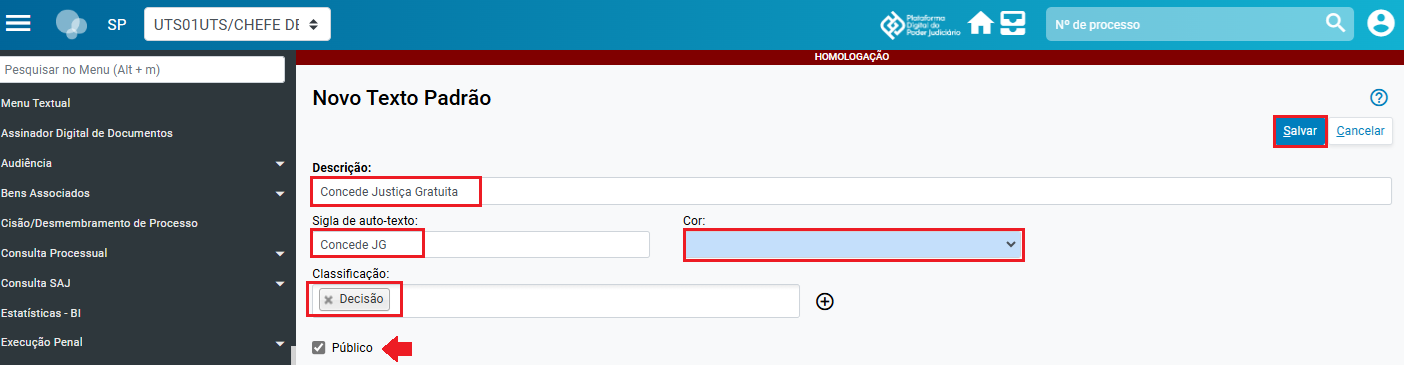 SP
UTS01UTS/CHEFE DE
Plataforma
Digital do
Poder Judiciário
Nº de processo
Pesquisar no Menu (Alt + m)
HOMOLOGAÇÃO
Menu Textual
Assinador Digital de Documentos
Audiência
Bens Associados
Cisão/Desmembramento de Processo
Consulta Processual
Consulta SAJ
Estatísticas - BI
Execução Penal
Novo Texto Padrão
Salvar
Cancelar
Descrição:
Concede Justiça Gratuita
Sigla de auto-texto:
Cor:
Concede JG
Classificação:
Decisão
Público